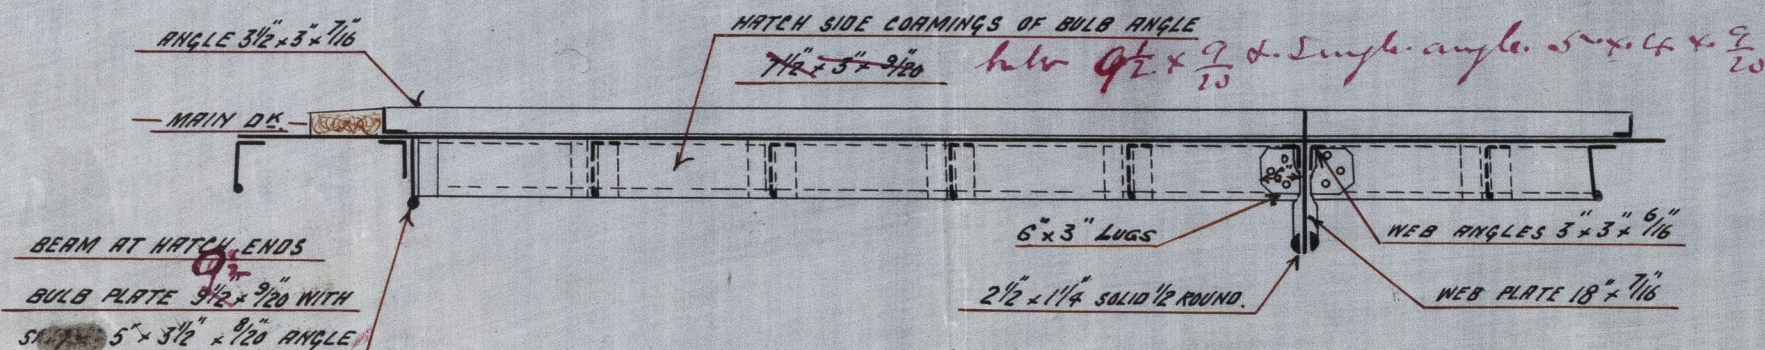 ANGLE 3½" × 3" × 7/16"
HATCH SIDE COAMINGS OF BULB ANGLE
7½" × 3" × 9/20"
9½ × 9/20 & Single angle 5 × 4 × 9/20
MAIN DK.
BEAM AT HATCH ENDS
9½
BULB PLATE 9½" × 9/20" WITH
5" × 3½" × 8/20" ANGLE
6" × 3" LUGS
WEB ANGLES 3" × 3" × 6/16"
2½" × 1¼" SOLID ½ ROUND.
WEB PLATE 18" × 7/16"